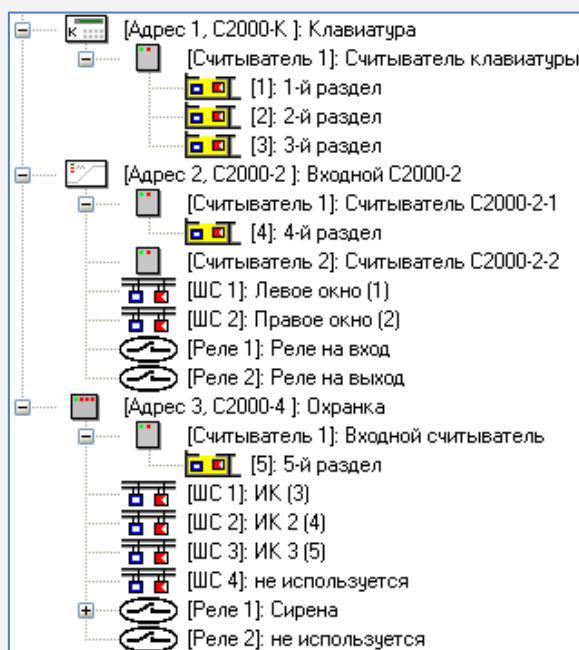 [Адрес 1, С2000-К ]: Клавиатура
[Считыватель 1]: Считыватель клавиатуры
[1]: 1-й раздел
[2]: 2-й раздел
[3]: 3-й раздел
[Адрес 2, С2000-2 ]: Входной С2000-2
[Считыватель 1]: Считыватель С2000-2-1
[4]: 4-й раздел
[Считыватель 2]: Считыватель С2000-2-2
[ШС 1]: Левое окно (1)
[ШС 2]: Правое окно (2)
[Реле 1]: Реле на вход
[Реле 2]: Реле на выход
[Адрес 3, С2000-4 ]: Охранка
[Считыватель 1]: Входной считыватель
[5]: 5-й раздел
[ШС 1]: ИК (3)
[ШС 2]: ИК 2 (4)
[ШС 3]: ИК 3 (5)
[ШС 4]: не используется
[Реле 1]: Сирена
[Реле 2]: не используется